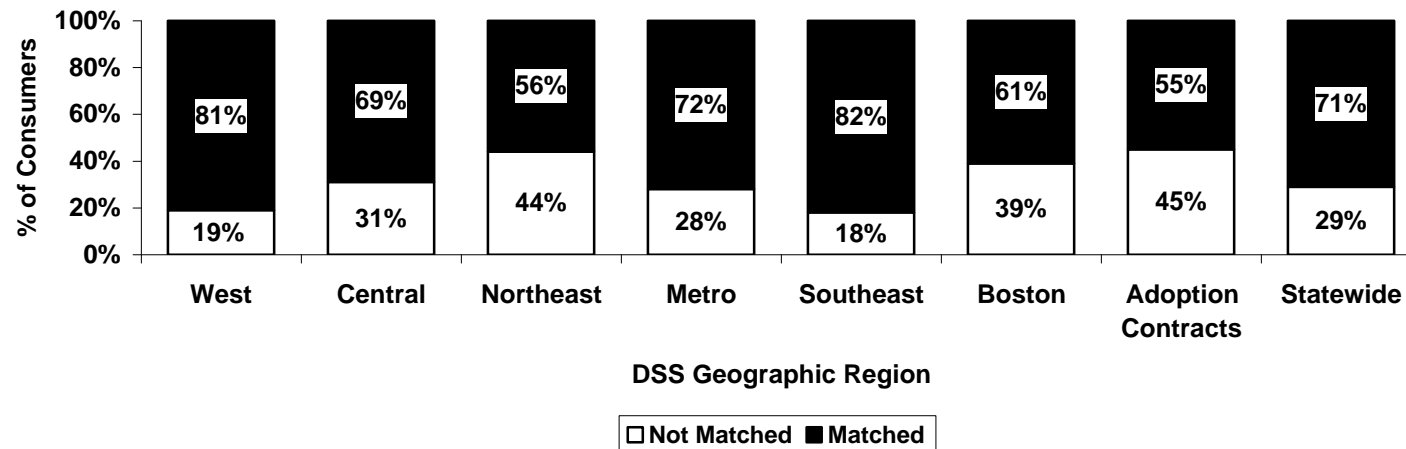 100%
80%
60%
40%
20%
0%
% of Consumers
81% 69% 56% 72% 82% 61% 55% 71%
19% 31% 44% 28% 18% 39% 45% 29%
West Central Northeast Metro Southeast Boston Adoption Contracts Statewide
DSS Geographic Region
Not Matched Matched